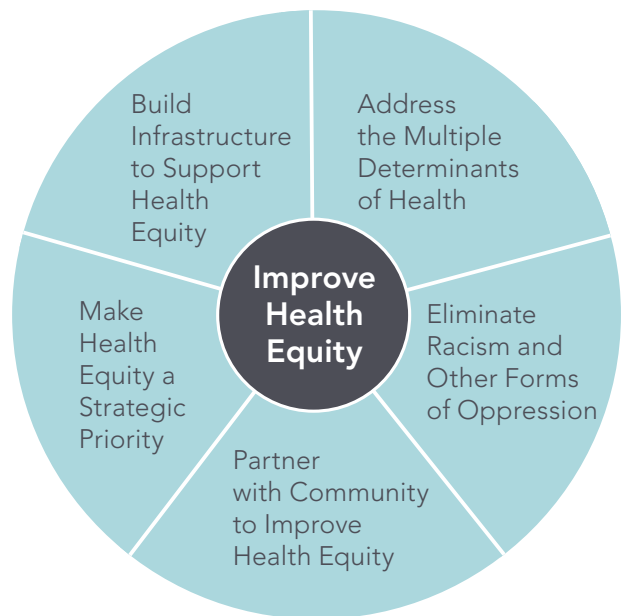 Build
Infrastructure
to Support
Health
Equity
Address
the Multiple
Determinants
of Health
Improve
Health
Equity
Make
Health
Equity a
Strategic
Priority
Eliminate
Racism and
Other Forms
of Oppression
Partner
with Community
to Improve
Health Equity